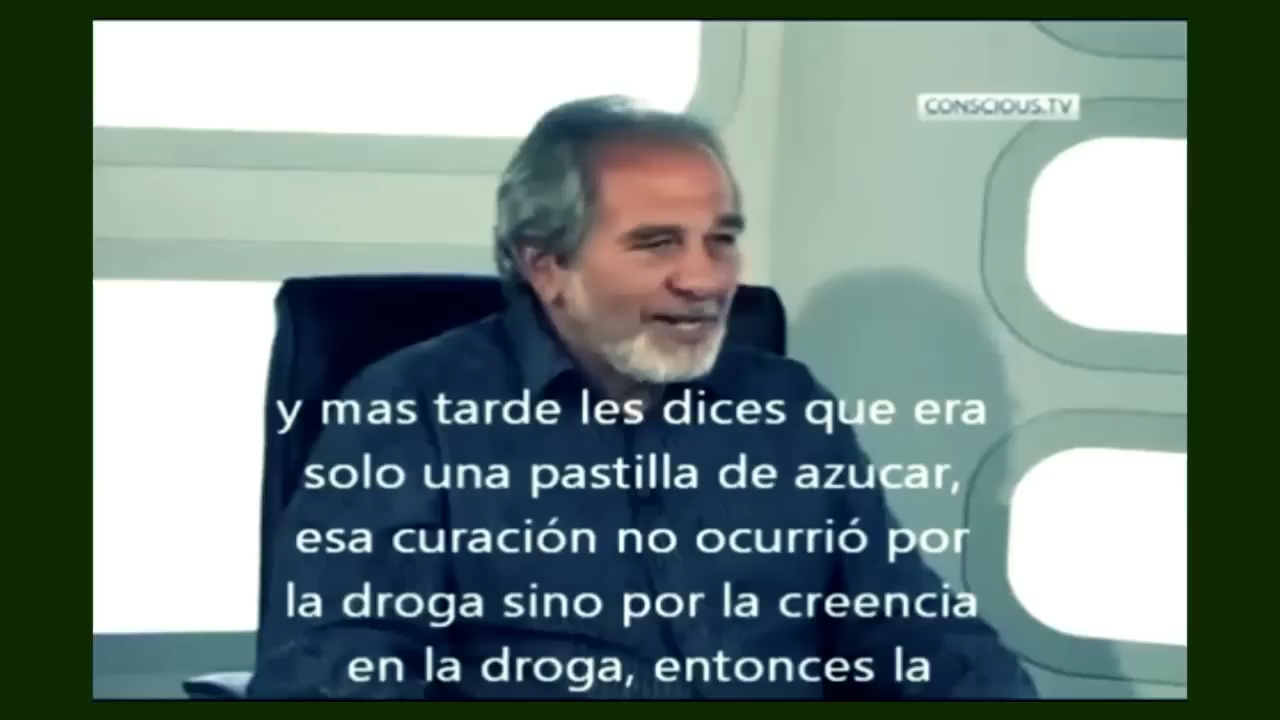 CONSCIOUS.TV
y mas tarde les dices que era
solo una pastilla de azucar,
esa curación no ocurrió por
la droga sino por la creencia
en la droga, entonces la